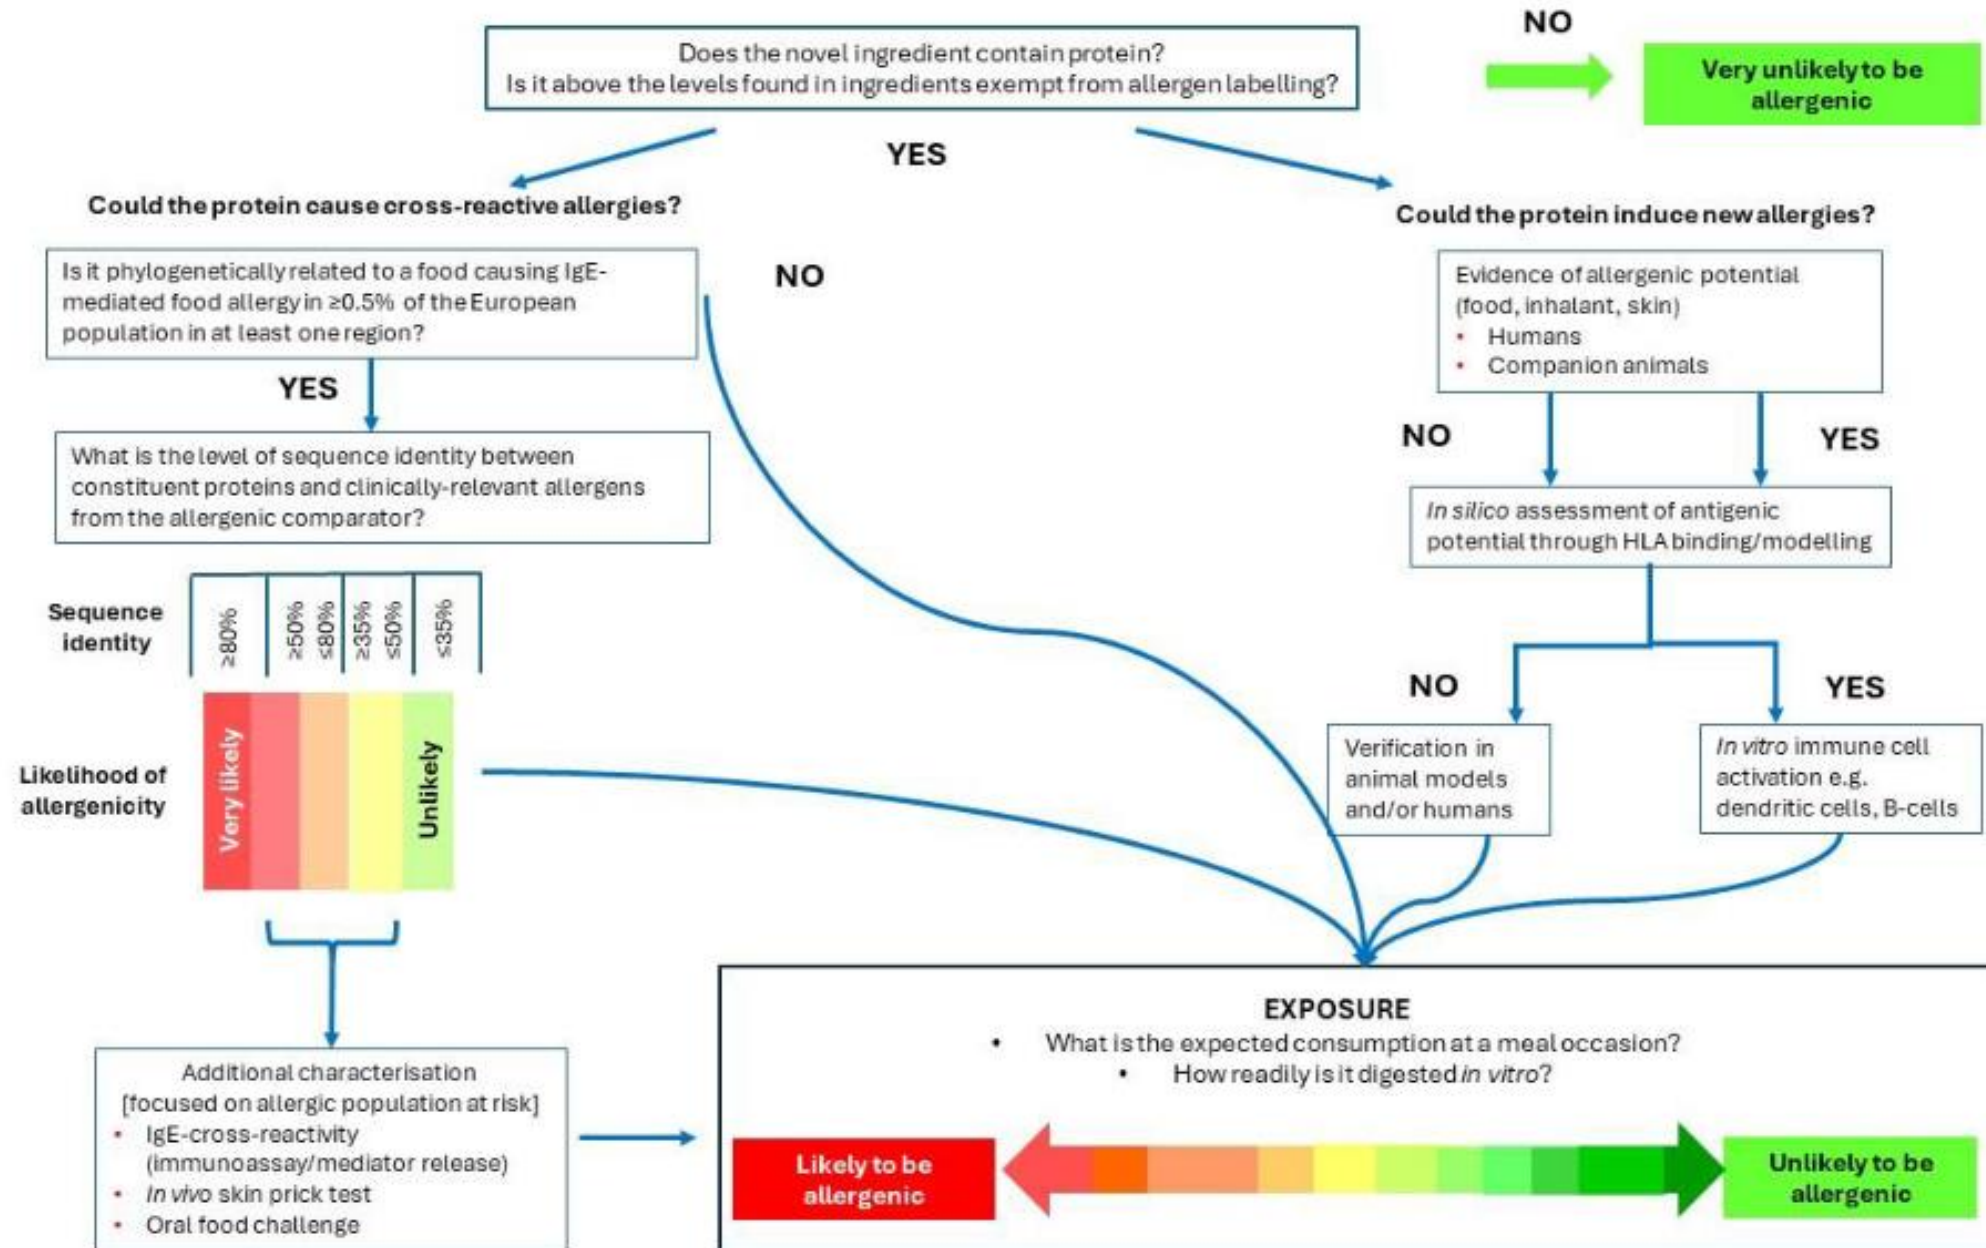 Does the novel ingredient contain protein?
Is it above the levels found in ingredients exempt from allergen labelling?
NO
Very unlikely to be
allergenic
YES
Could the protein cause cross-reactive allergies?
Is it phylogenetically related to a food causing IgE-
mediated food allergy in ≥0.5% of the European
population in at least one region?
NO
YES
What is the level of sequence identity between
constituent proteins and clinically-relevant allergens
from the allergenic comparator?
Sequence
identity
≥80%
≥50%
≤80%
≥35%
≤50%
≤35%
Likelihood of
allergenicity
Very likely
Unlikely
Additional characterisation
[focused on allergic population at risk]
• IgE-cross-reactivity
(immunoassay/mediator release)
• In vivo skin prick test
• Oral food challenge
Could the protein induce new allergies?
Evidence of allergenic potential
(food, inhalant, skin)
• Humans
• Companion animals
NO
YES
In silico assessment of antigenic
potential through HLA binding/modelling
NO
YES
Verification in
animal models
and/or humans
In vitro immune cell
activation e.g.
dendritic cells, B-cells
EXPOSURE
• What is the expected consumption at a meal occasion?
• How readily is it digested in vitro?
Likely to be
allergenic
Unlikely to be
allergenic